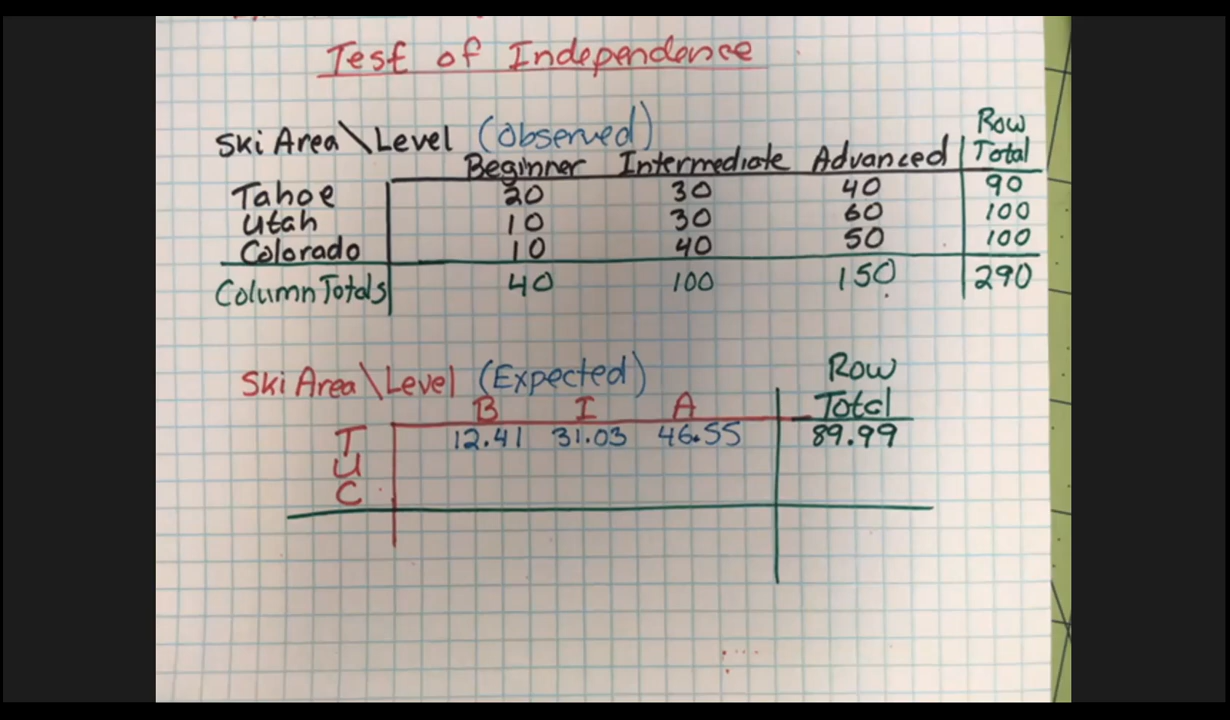 Test of Independence
Ski Area\Level (Observed)
Row
Beginner Intermediate Advanced Total
Tahoe 20 30 40 90
Utah 10 30 60 100
Colorado 10 40 50 100
Column Totals 40 100 150 290
Ski Area\Level (Expected)
Row
B I A Total
T 12.41 31.03 46.55 89.99
U
C